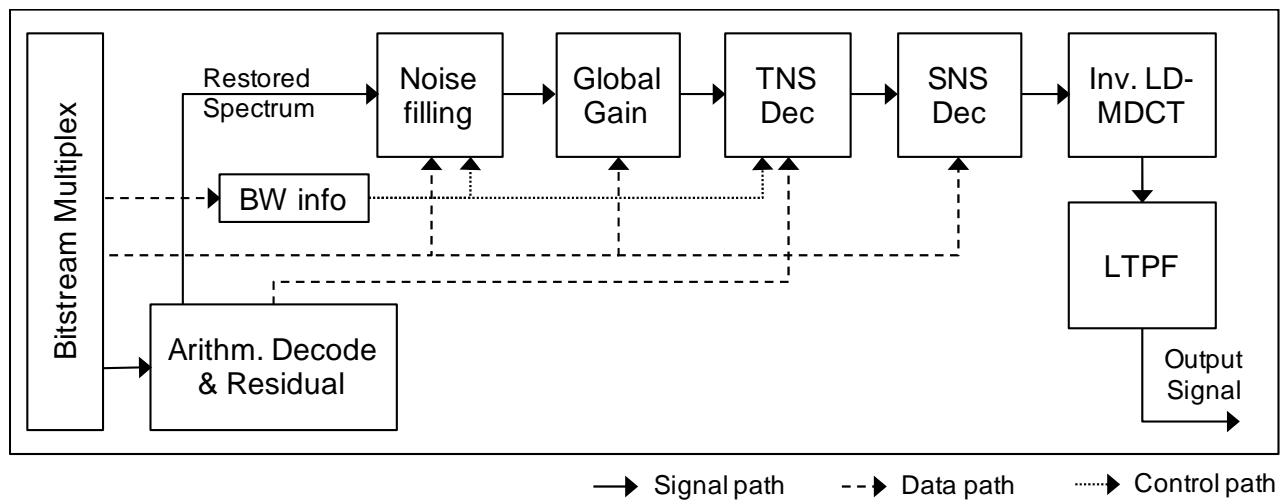 Bitstream Multiplex
Restored
Spectrum
Noise
filling
Global
Gain
TNS
Dec
SNS
Dec
Inv. LD-
MDCT
BW info
LTPF
Arithm. Decode
& Residual
Output
Signal
Signal path
Data path
Control path